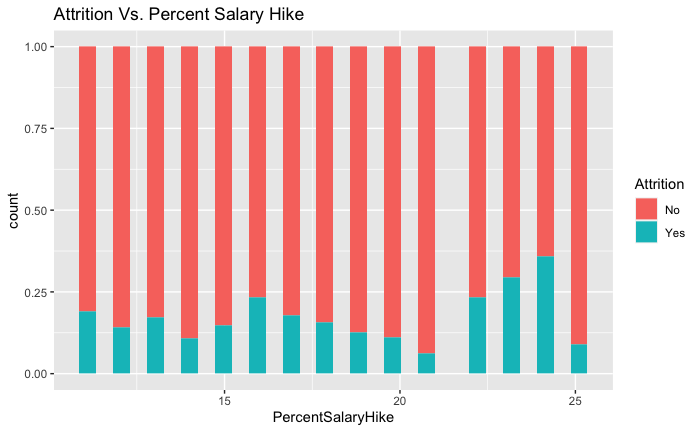 Attrition Vs. Percent Salary Hike
1.00
0.75
0.50
0.25
0.00
count
15
20
25
PercentSalaryHike
Attrition
No
Yes